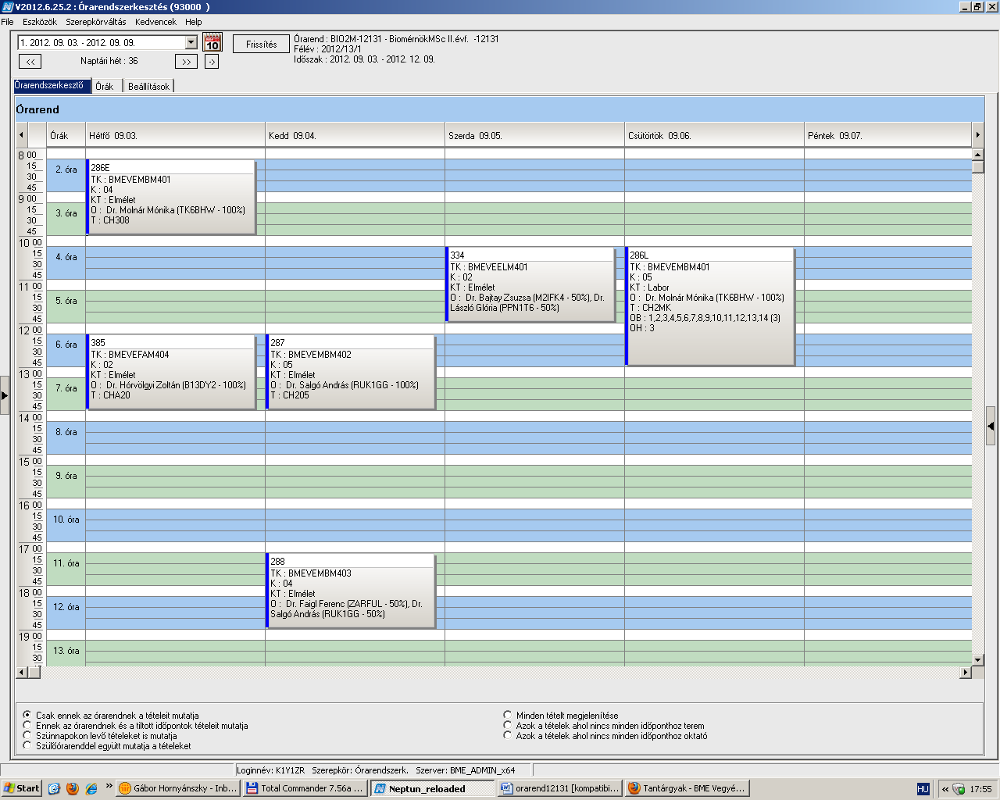 V2012.6.25.2 : Órarendszerkesztés (93000  )
File Eszközök Szerepkörváltás Kedvencek Help
1. 2012. 09. 03. - 2012. 09. 09.
10
Frissítés
<< Naptári hét : 36 >> ->
Órarend : BIO2M-12131 - BiomérnökMSc II.évf.  -12131
Félév : 2012/13/1
Időszak : 2012. 09. 03. - 2012. 12. 09.
Órarendszerkesztő Órák Beállítások
Órarend
Órák Hétfő  09.03. Kedd  09.04. Szerda  09.05. Csütörtök  09.06. Péntek  09.07.
8 00
15
30
45
2. óra
9 00
15
30
45
3. óra
10 00
15
30
45
4. óra
11 00
15
30
45
5. óra
12 00
15
30
45
6. óra
13 00
15
30
45
7. óra
14 00
15
30
45
8. óra
15 00
15
30
45
9. óra
16 00
15
30
45
10. óra
17 00
15
30
45
11. óra
18 00
15
30
45
12. óra
19 00
15
30
13. óra
286E
TK : BMEVEMBM401
K : 04
KT : Elmélet
O :  Dr. Molnár Mónika (TK6BHW - 100%)
T : CH308
385
TK : BMEVEFAM404
K : 02
KT : Elmélet
O :  Dr. Hórvölgyi Zoltán (B13DY2 - 100%)
T : CHA20
287
TK : BMEVEMBM402
K : 05
KT : Elmélet
O :  Dr. Salgó András (RUK1GG - 100%)
T : CH205
288
TK : BMEVEMBM403
K : 04
KT : Elmélet
O :  Dr. Faigl Ferenc (ZARFUL - 50%), Dr.
Salgó András (RUK1GG - 50%)
334
TK : BMEVEELM401
K : 02
KT : Elmélet
O :  Dr. Bajtay Zsuzsa (M2IFK4 - 50%), Dr.
László Glória (PPN1T6 - 50%)
286L
TK : BMEVEMBM401
K : 05
KT : Labor
O :  Dr. Molnár Mónika (TK6BHW - 100%)
T : CH2MK
OB : 1,2,3,4,5,6,7,8,9,10,11,12,13,14 (3)
OH : 3
Csak ennek az órarendnek a tételeit mutatja
Ennek az órarendnek és a tiltott időpontok tételeit mutatja
Szünnapokon levő tételeket is mutatja
Szülőórarenddel együtt mutatja a tételeket
Minden tételt megjelenítése
Azok a tételek ahol nincs minden időponthoz terem
Azok a tételek ahol nincs minden időponthoz oktató
Loginnév: K1Y1ZR   Szerepkör: Órarendszerk.   Szerver: BME_ADMIN_x64
Start » Gábor Hornyánszky - Inb... Total Commander 7.56a ... Neptun_reloaded orarend12131 [kompatibi... Tantárgyak - BME Vegyé... HU « 17:55